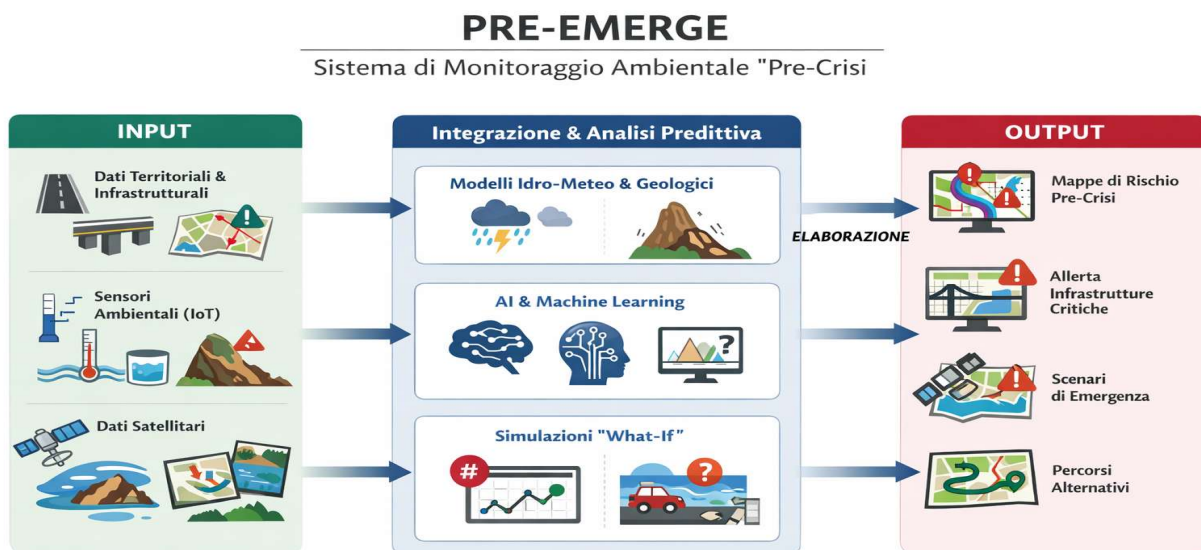 PRE-EMERGE
Sistema di Monitoraggio Ambientale "Pre-Crisi
INPUT
Dati Territoriali &
Infrastrutturali
!
Sensori
Ambientali (IoT)
Dati Satellitari
Integrazione & Analisi Predittiva
Modelli Idro-Meteo & Geologici
AI & Machine Learning
?
Simulazioni "What-If"
#
?
ELABORAZIONE
OUTPUT
!
!
Mappe di Rischio
Pre-Crisi
!
Allerta
Infrastrutture
Critiche
!
Scenari
di Emergenza
Percorsi
Alternativi